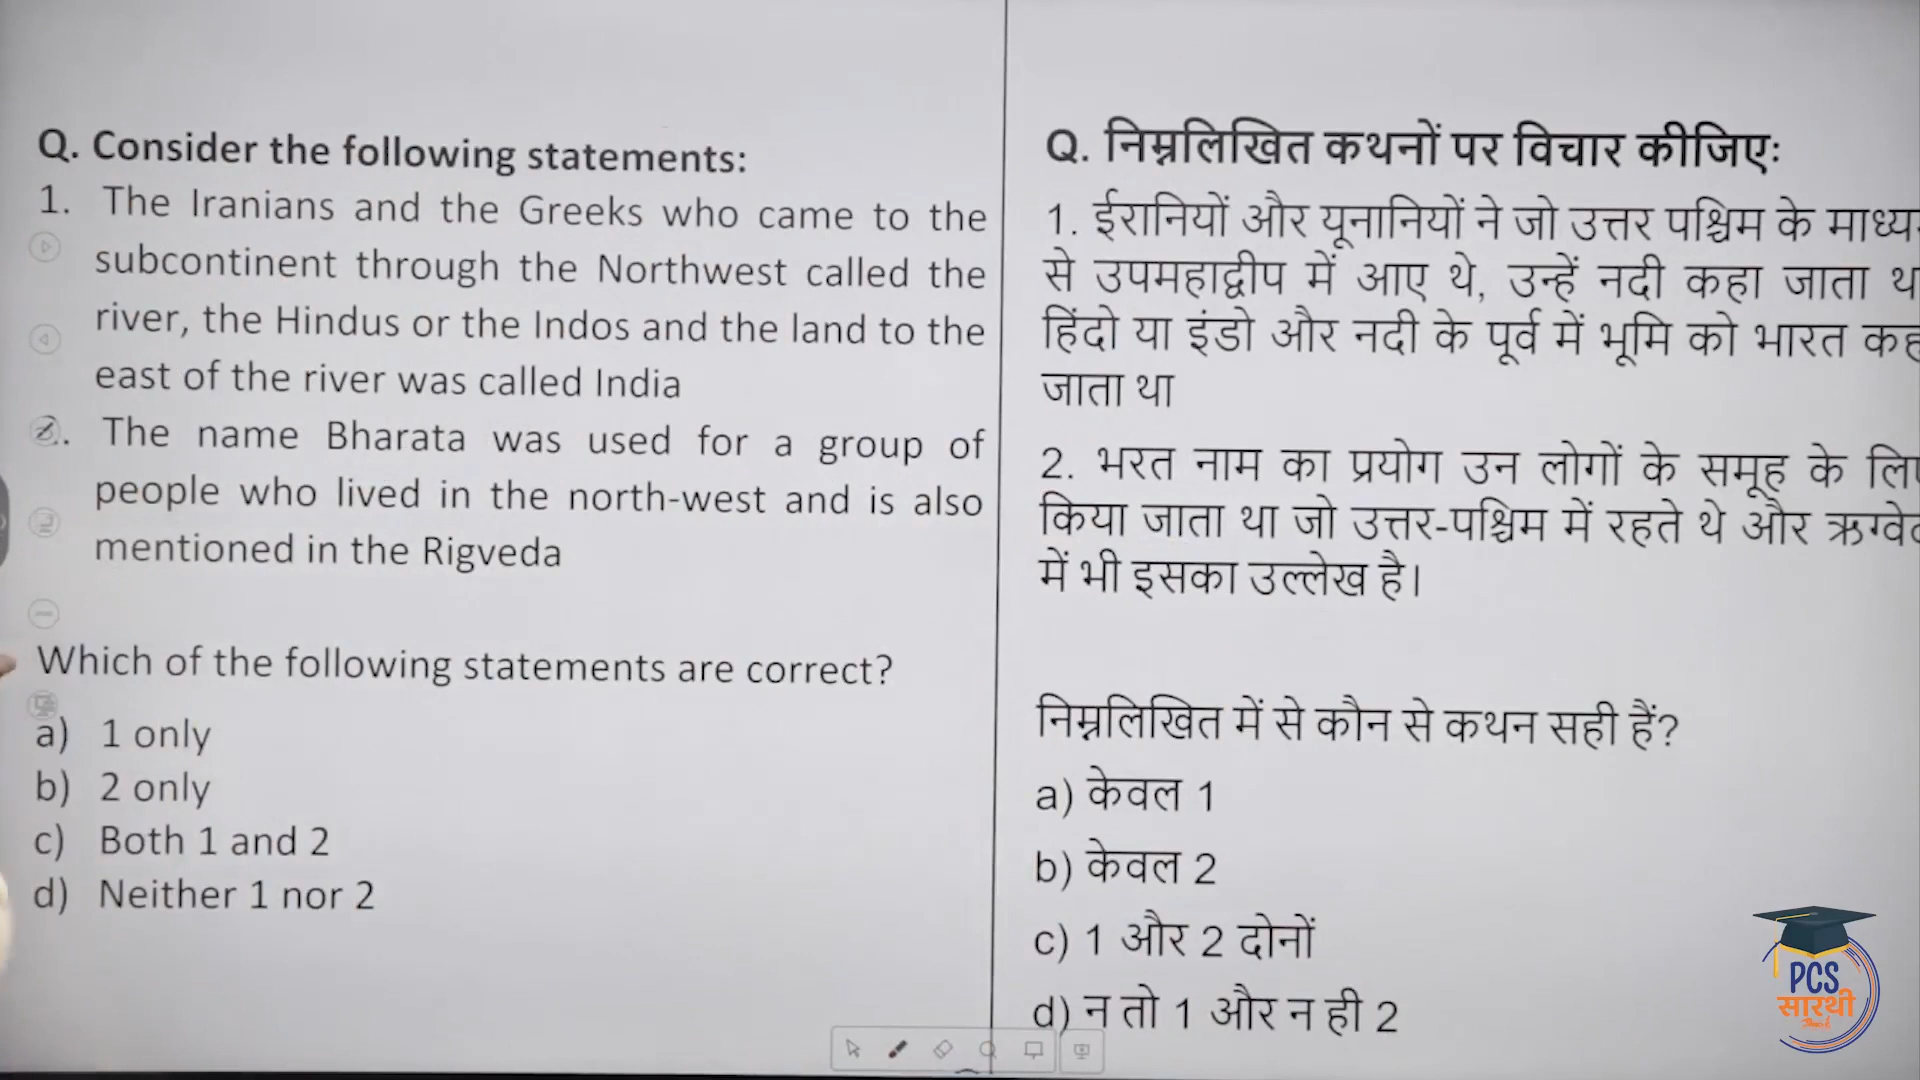 Q. Consider the following statements:
1. The Iranians and the Greeks who came to the
subcontinent through the Northwest called the
river, the Hindus or the Indos and the land to the
east of the river was called India
2. The name Bharata was used for a group of
people who lived in the north-west and is also
mentioned in the Rigveda
Which of the following statements are correct?
a) 1 only
b) 2 only
c) Both 1 and 2
d) Neither 1 nor 2
Q. निम्नलिखित कथनों पर विचार कीजिए:
1. ईरानियों और यूनानियों ने जो उत्तर पश्चिम के
से उपमहाद्वीप में आए थे, उन्हें नदी कहा जाता
हिंदो या इंडो और नदी के पूर्व में भूमि को भारत
जाता था
2. भरत नाम का प्रयोग उन लोगों के समूह के
किया जाता था जो उत्तर-पश्चिम में रहते थे और
में भी इसका उल्लेख है।
निम्नलिखित में से कौन से कथन सही हैं?
a) केवल 1
b) केवल 2
c) 1 और 2 दोनों
d) न तो 1 और न ही 2
PCS
सारथी